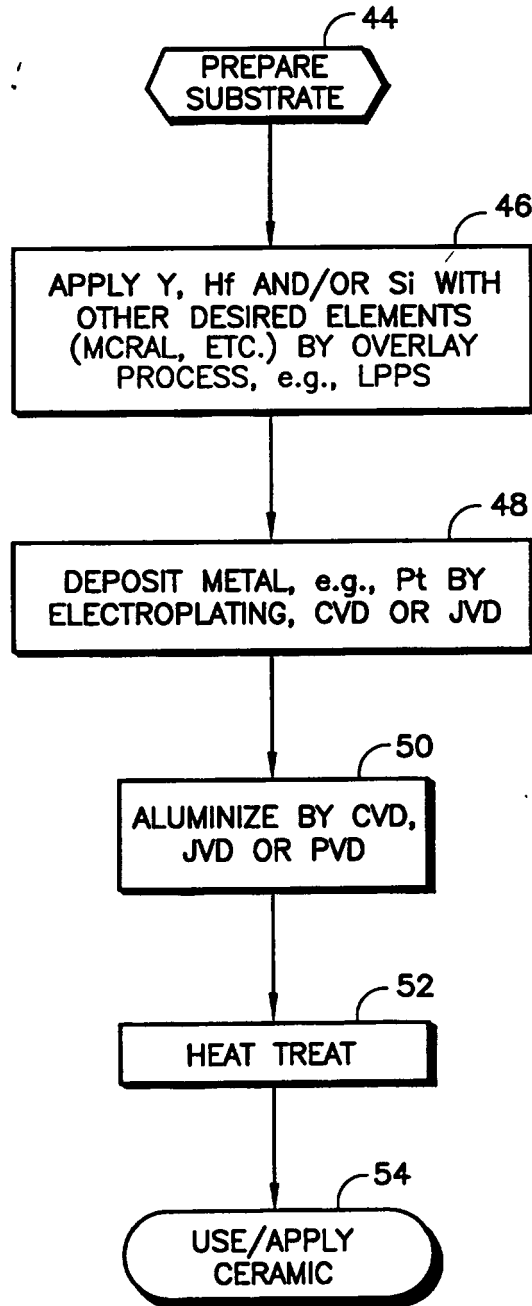 44
PREPARE
SUBSTRATE
46
APPLY Y, Hf AND/OR Si WITH
OTHER DESIRED ELEMENTS
(MCRAL, ETC.) BY OVERLAY
PROCESS, e.g., LPPS
48
DEPOSIT METAL, e.g., Pt BY
ELECTROPLATING, CVD OR JVD
50
ALUMINIZE BY CVD,
JVD OR PVD
52
HEAT TREAT
54
USE/APPLY
CERAMIC